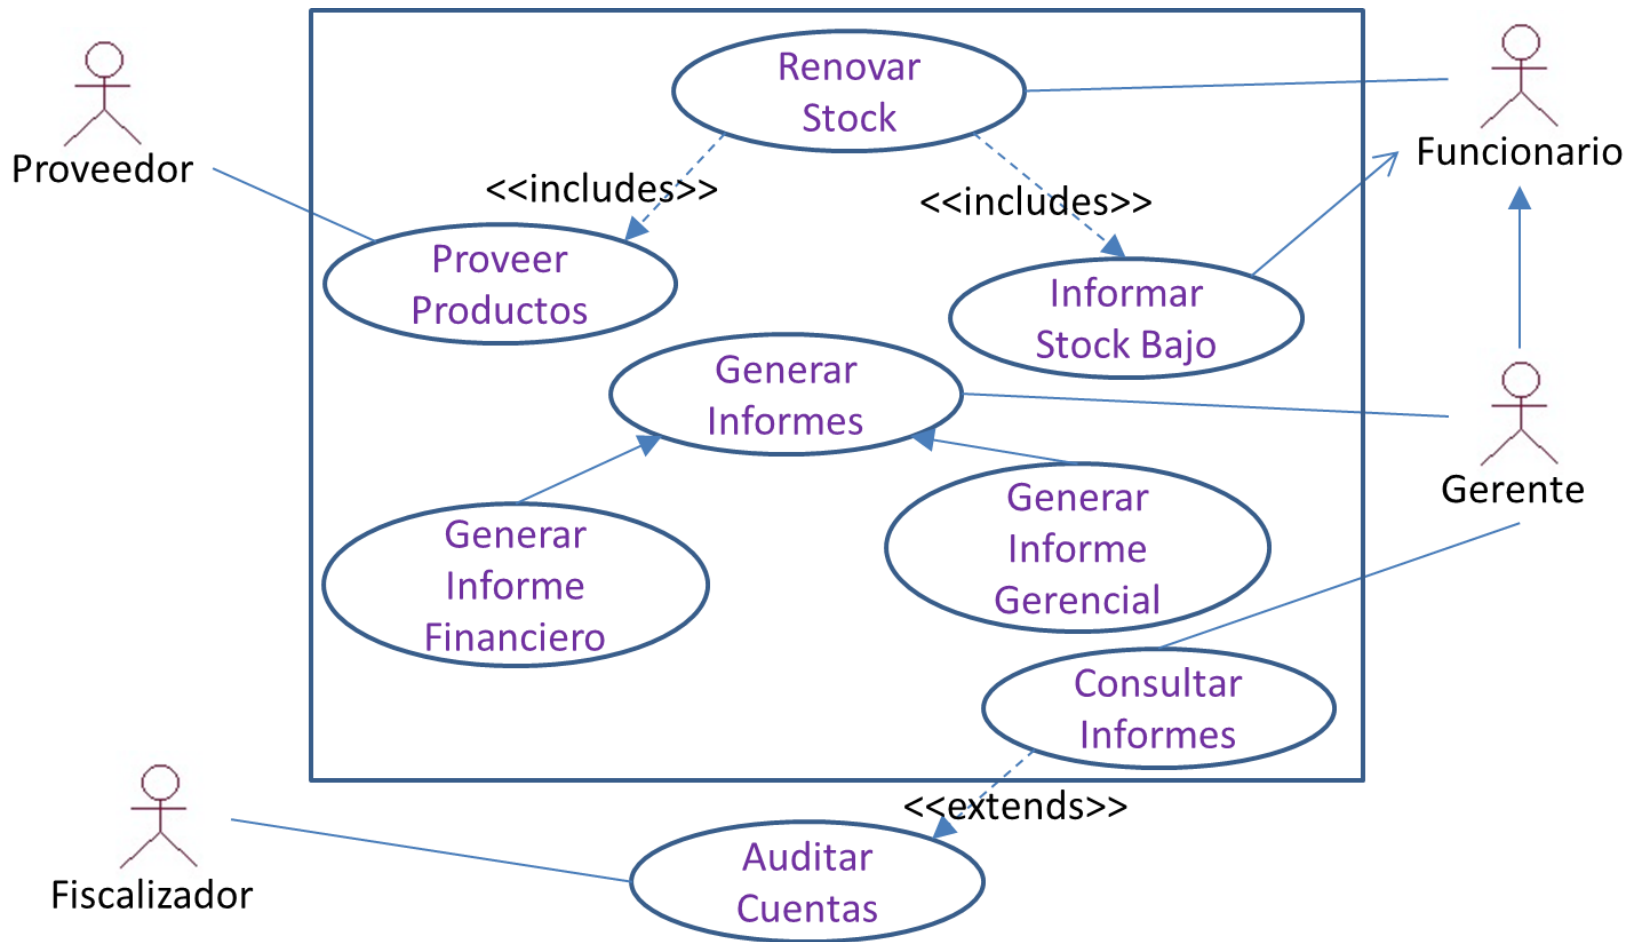 Renovar
Stock
Proveedor
Funcionario
<<includes>>
<<includes>>
Proveer
Productos
Informar
Stock Bajo
Generar
Informes
Gerente
Generar
Informe
Financiero
Generar
Informe
Gerencial
Consultar
Informes
<<extends>>
Fiscalizador
Auditar
Cuentas